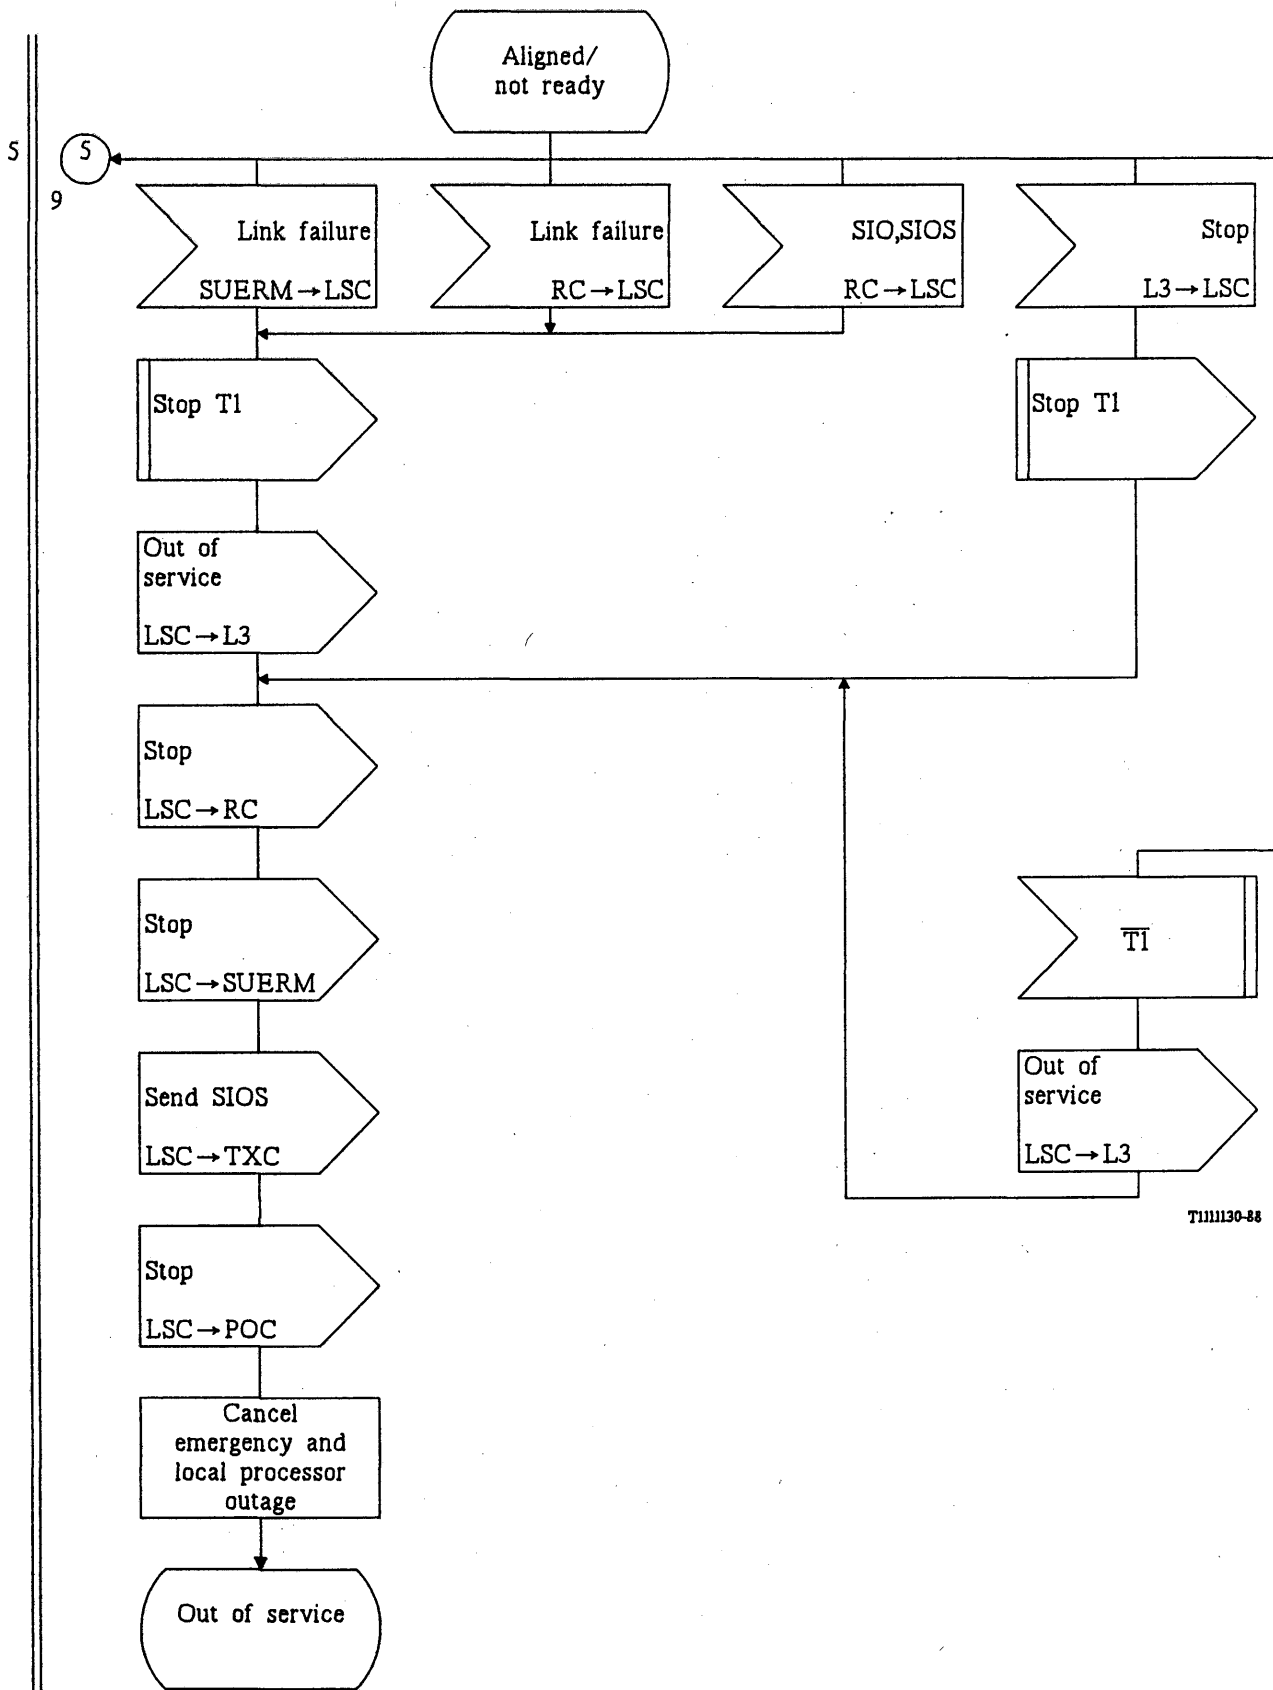 Aligned/
not ready
5
5
9
Link failure
SUERM→LSC
Link failure
RC→LSC
SIO,SIOS
RC→LSC
Stop
L3→LSC
Stop T1
Stop T1
Out of
service
LSC→L3
Stop
LSC→RC
Stop
LSC→SUERM
T1
Send SIOS
LSC→TXC
Out of
service
LSC→L3
T1111130-88
Stop
LSC→POC
Cancel
emergency and
local processor
outage
Out of service